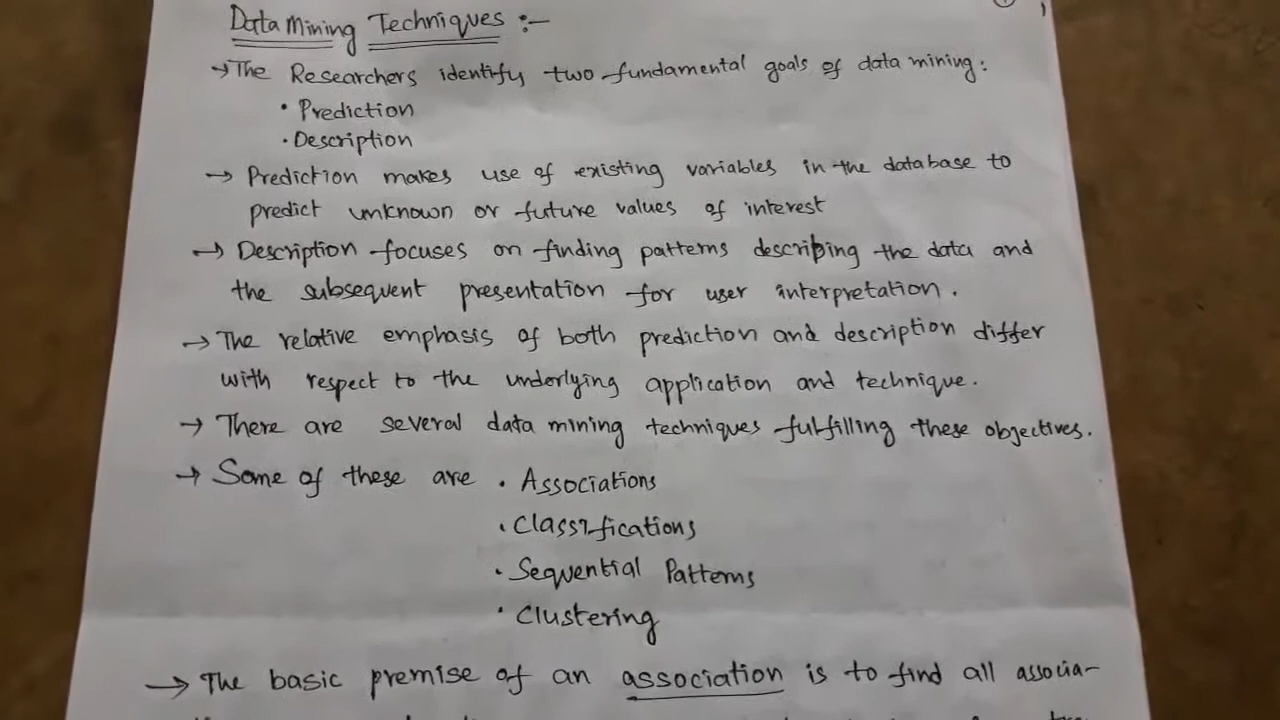 Data Mining Techniques :-
→ The Researchers identify two fundamental goals of data mining:
• Prediction
• Description
→ Prediction makes use of existing variables in the database to
predict unknown or future values of interest
→ Description focuses on finding patterns describing the data and
the subsequent presentation for user interpretation.
→ The relative emphasis of both prediction and description differ
with respect to the underlying application and technique.
→ There are several data mining techniques fulfilling these objectives.
→ Some of these are • Associations
• Classifications
• Sequential Patterns
• Clustering
→ The basic premise of an association is to find all associa-